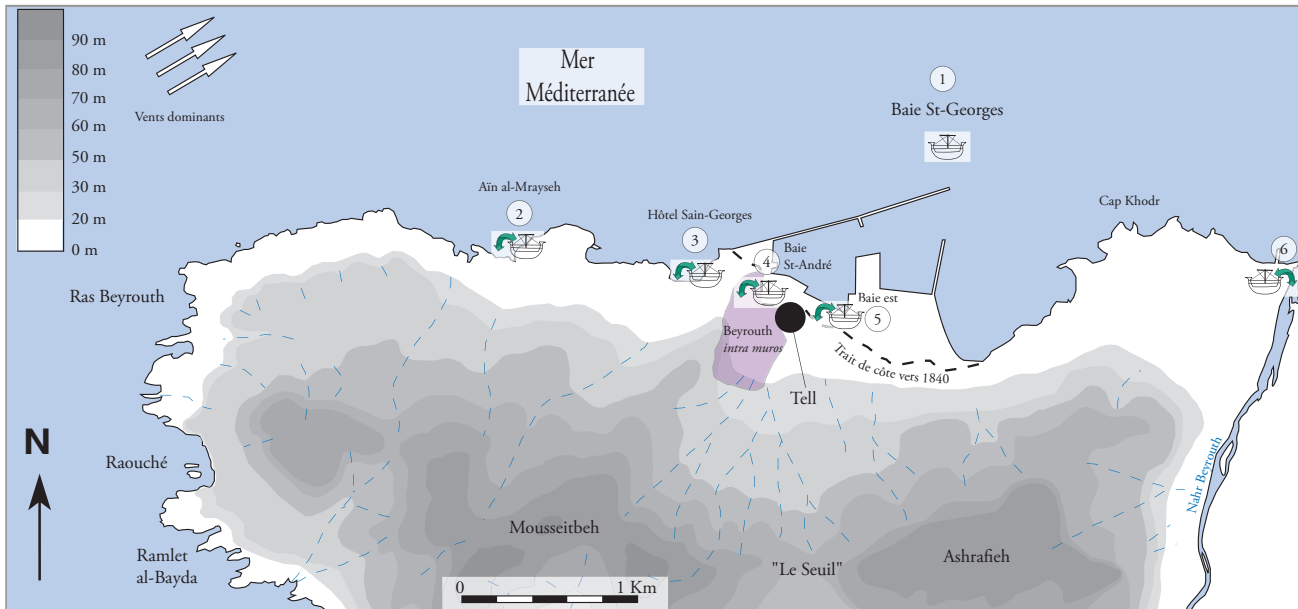 90 m
80 m
70 m
60 m
50 m
30 m
20 m
0 m
Vents dominants
Mer
Méditerranée
1
Baie St-Georges
Aïn al-Mrayseh
2
Hôtel Sain-Georges
3
4
Baie
St-André
Cap Khodr
6
Ras Beyrouth
Baie est
5
Beyrouth
intra muros
Trait de côte vers 1840
Tell
N
Raouché
Nahr Beyrouth
Mousseitbeh
"Le Seuil"
Ashrafieh
Ramlet
al-Bayda
0
1 Km